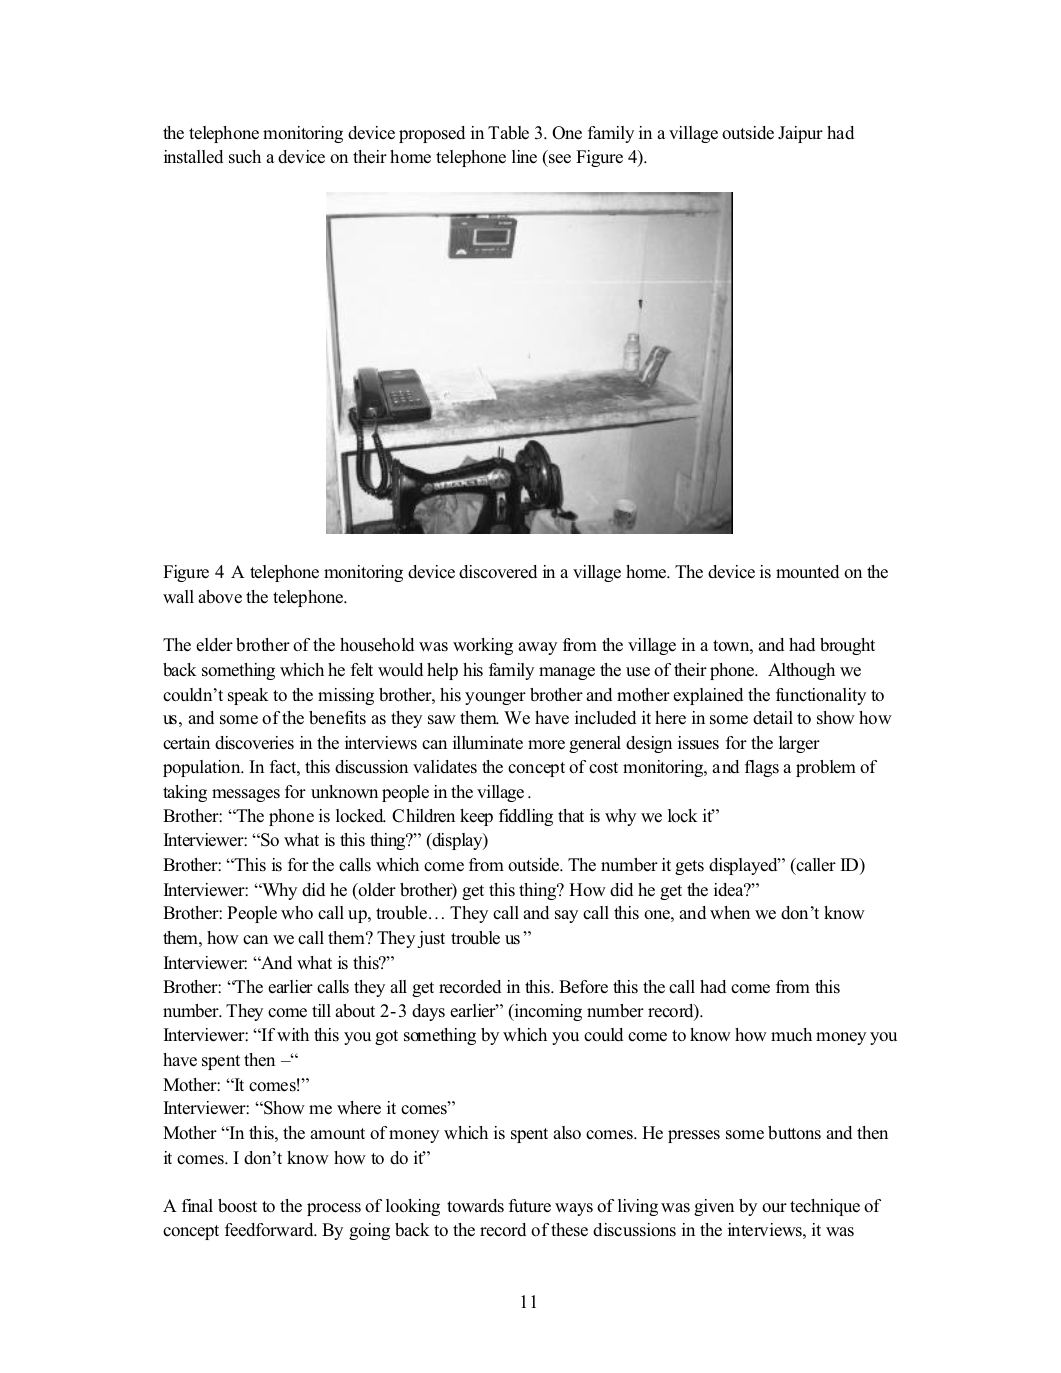 the telephone monitoring device proposed in Table 3. One family in a village outside Jaipur had
installed such a device on their home telephone line (see Figure 4).
Figure 4 A telephone monitoring device discovered in a village home. The device is mounted on the
wall above the telephone.
The elder brother of the household was working away from the village in a town, and had brought
back something which he felt would help his family manage the use of their phone. Although we
couldn’t speak to the missing brother, his younger brother and mother explained the functionality to
us, and some of the benefits as they saw them. We have included it here in some detail to show how
certain discoveries in the interviews can illuminate more general design issues for the larger
population. In fact, this discussion validates the concept of cost monitoring, and flags a problem of
taking messages for unknown people in the village.
Brother: “The phone is locked. Children keep fiddling that is why we lock it”
Interviewer: “So what is this thing?” (display)
Brother: “This is for the calls which come from outside. The number it gets displayed” (caller ID)
Interviewer: “Why did he (older brother) get this thing? How did he get the idea?”
Brother: People who call up, trouble… They call and say call this one, and when we don’t know
them, how can we call them? They just trouble us”
Interviewer: “And what is this?”
Brother: “The earlier calls they all get recorded in this. Before this the call had come from this
number. They come till about 2-3 days earlier” (incoming number record).
Interviewer: “If with this you got something by which you could come to know how much money you
have spent then –“
Mother: “It comes!”
Interviewer: “Show me where it comes”
Mother “In this, the amount of money which is spent also comes. He presses some buttons and then
it comes. I don’t know how to do it”
A final boost to the process of looking towards future ways of living was given by our technique of
concept feedforward. By going back to the record of these discussions in the interviews, it was
11